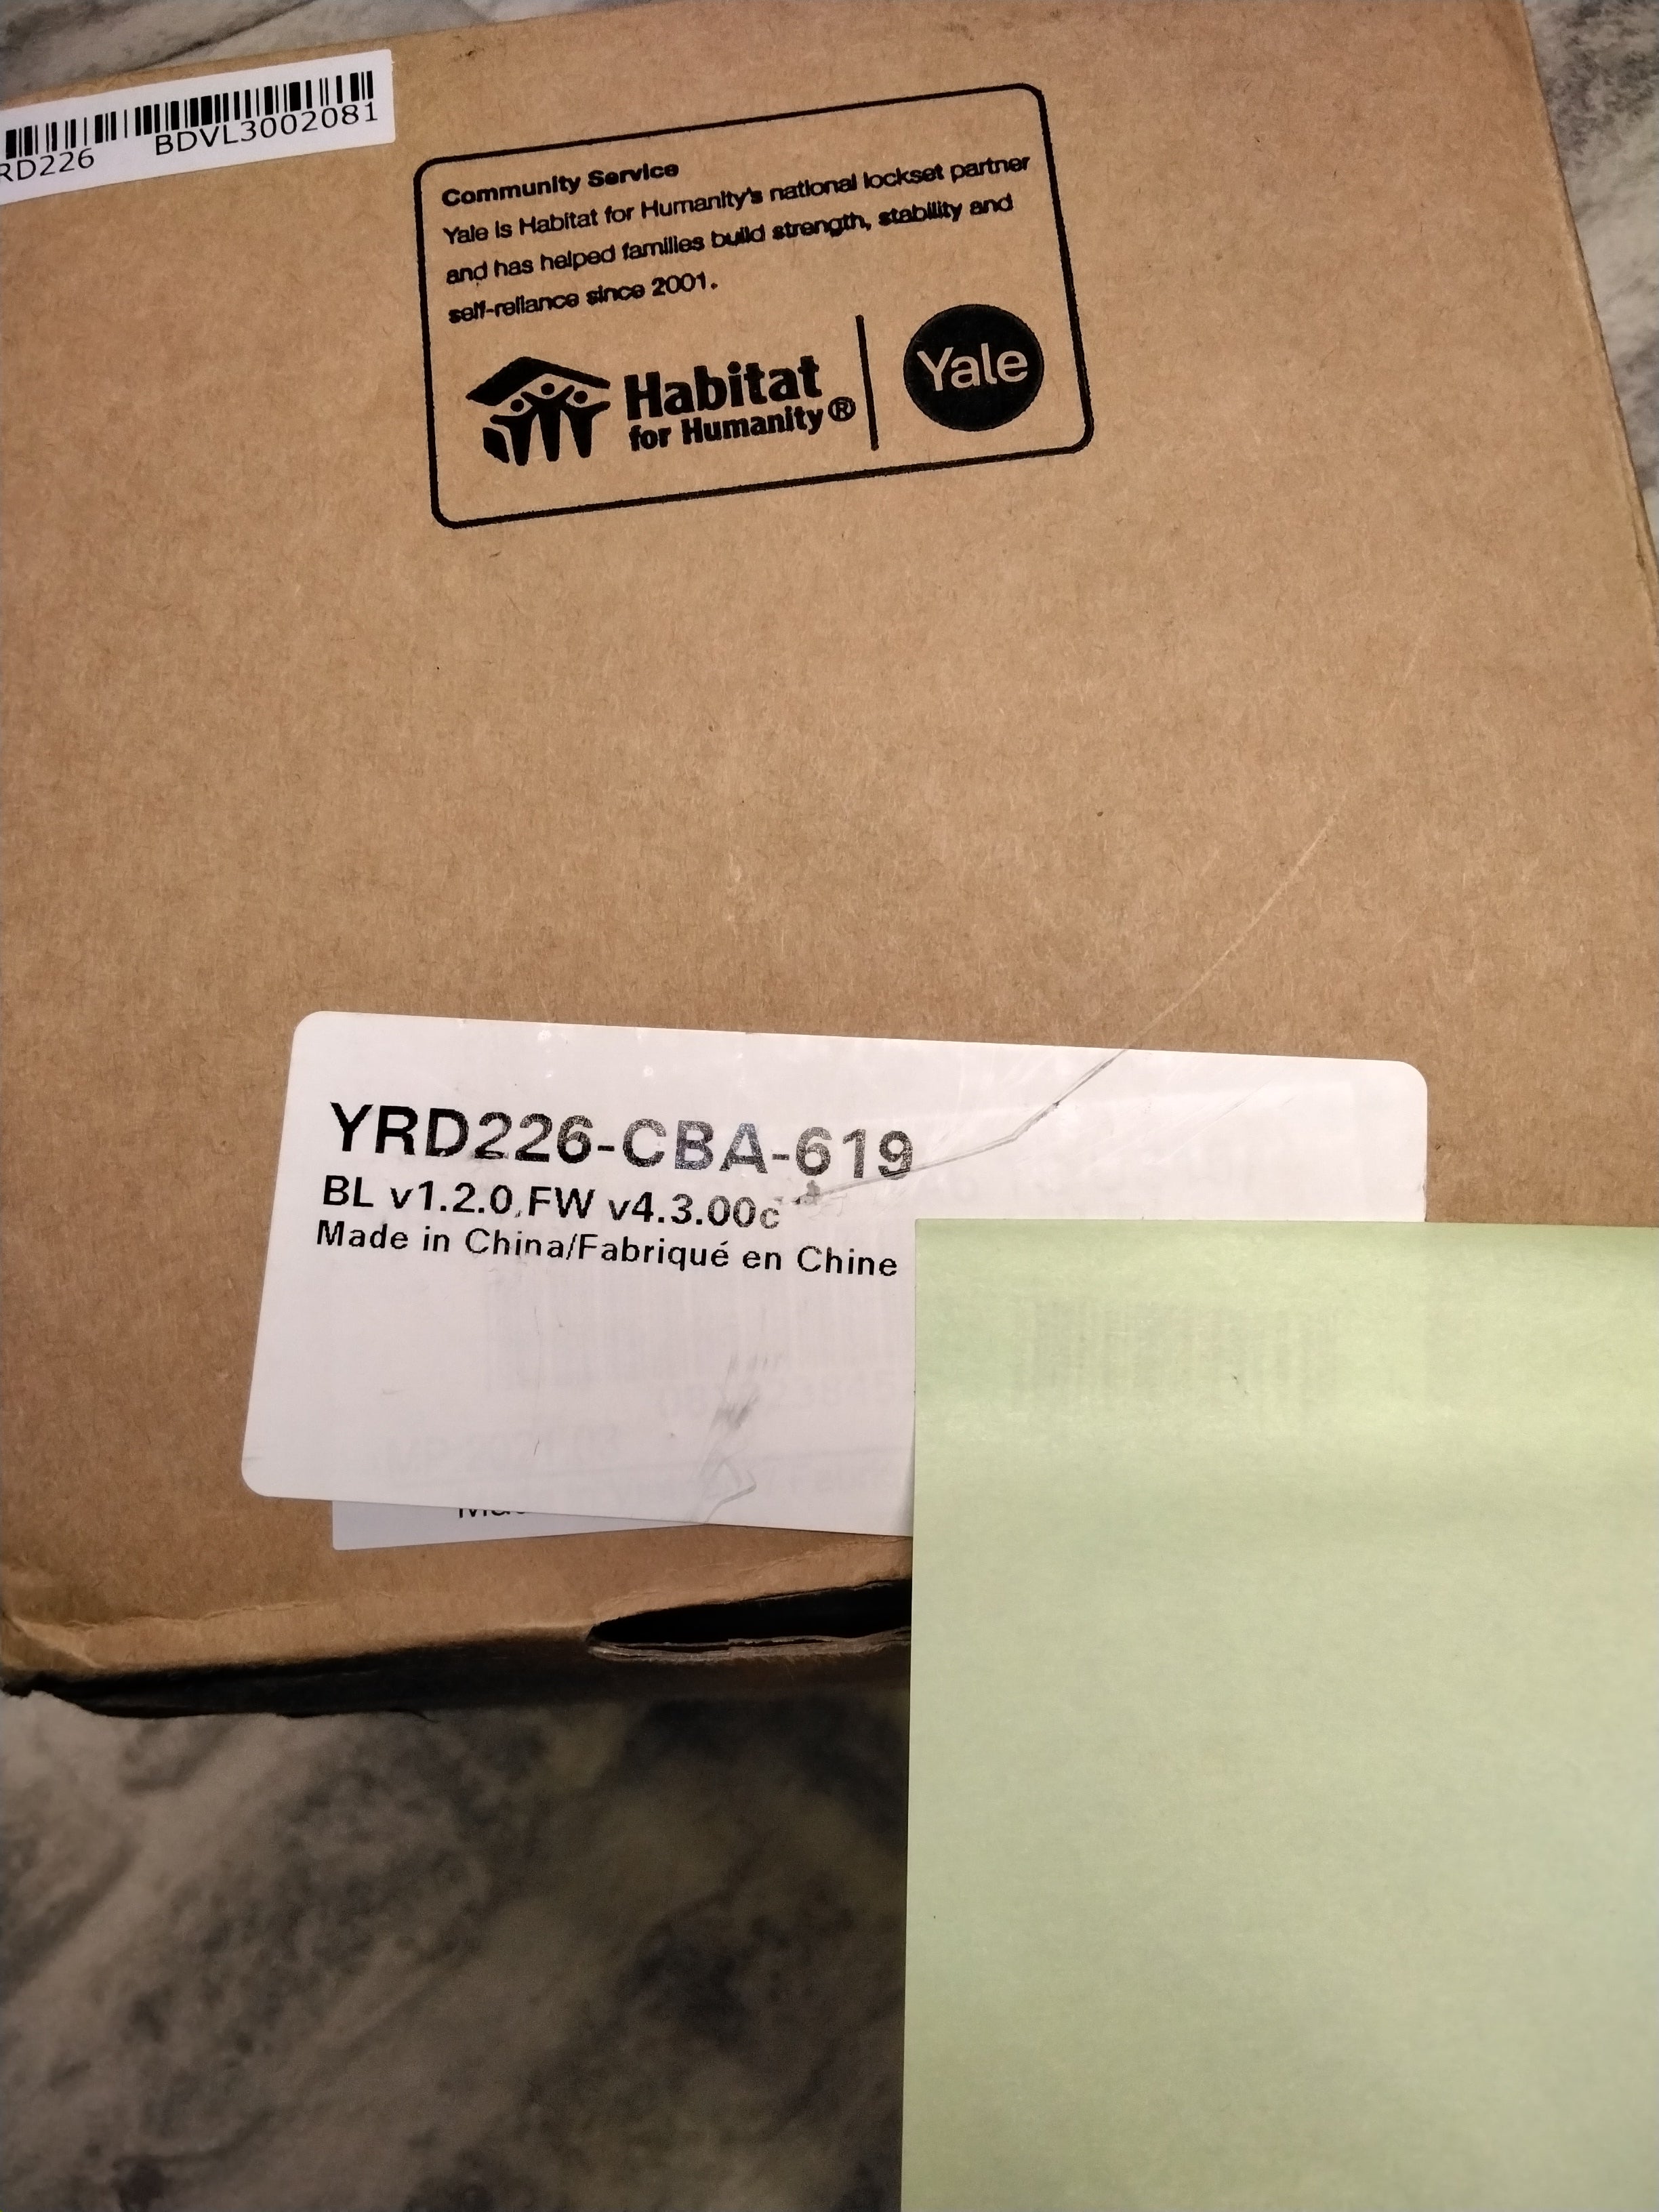 RD226 BDVL3002081
Community Service
Yale is Habitat for Humanity's national lockset partner
and has helped families build strength, stability and
self-reliance since 2001.
Habitat
for Humanity®
Yale
YRD226-CBA-619
BL v1.2.0,FW v4.3.00c
Made in China/Fabriqué en Chine